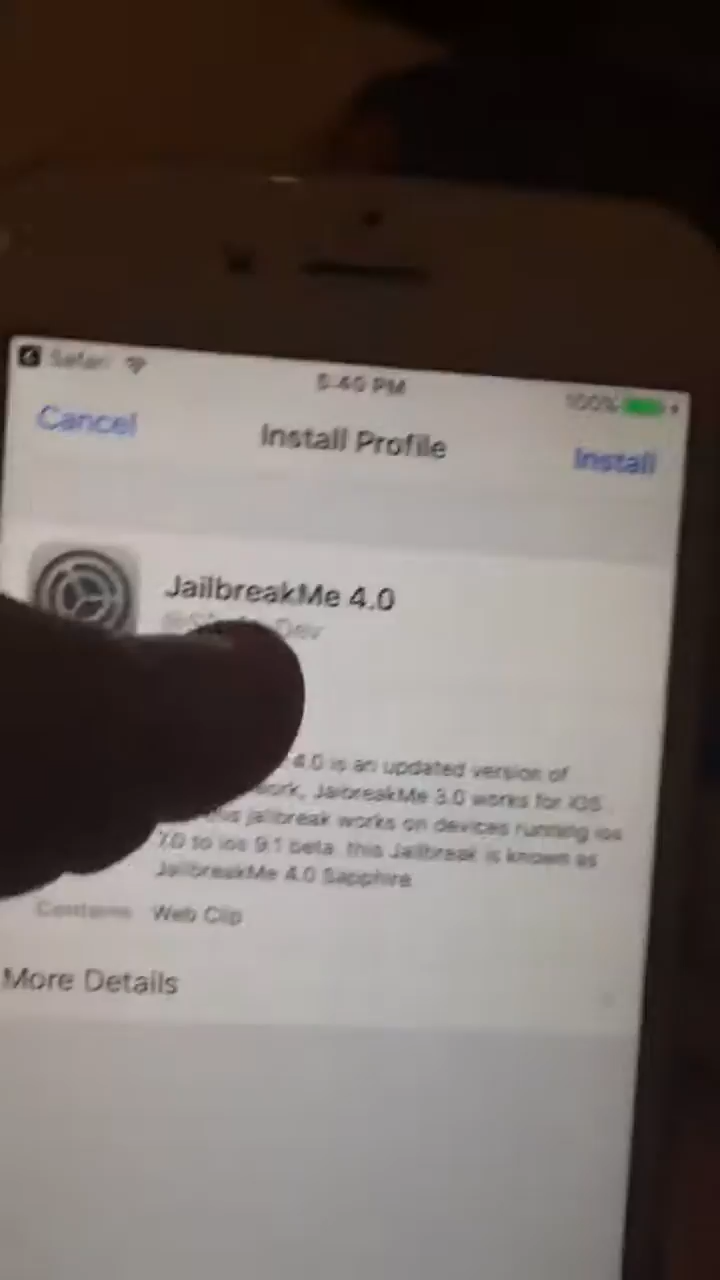 Safari
5:40 PM
100%
Cancel
Install Profile
Install
JailbreakMe 4.0
Dev
4.0 is an updated version of
JailbreakMe 3.0 works for iOS
jailbreak works on devices running ios
7.0 to ios 9.1 beta. this Jailbreak is known as
JailbreakMe 4.0 Sapphire
Contains Web Clip
More Details